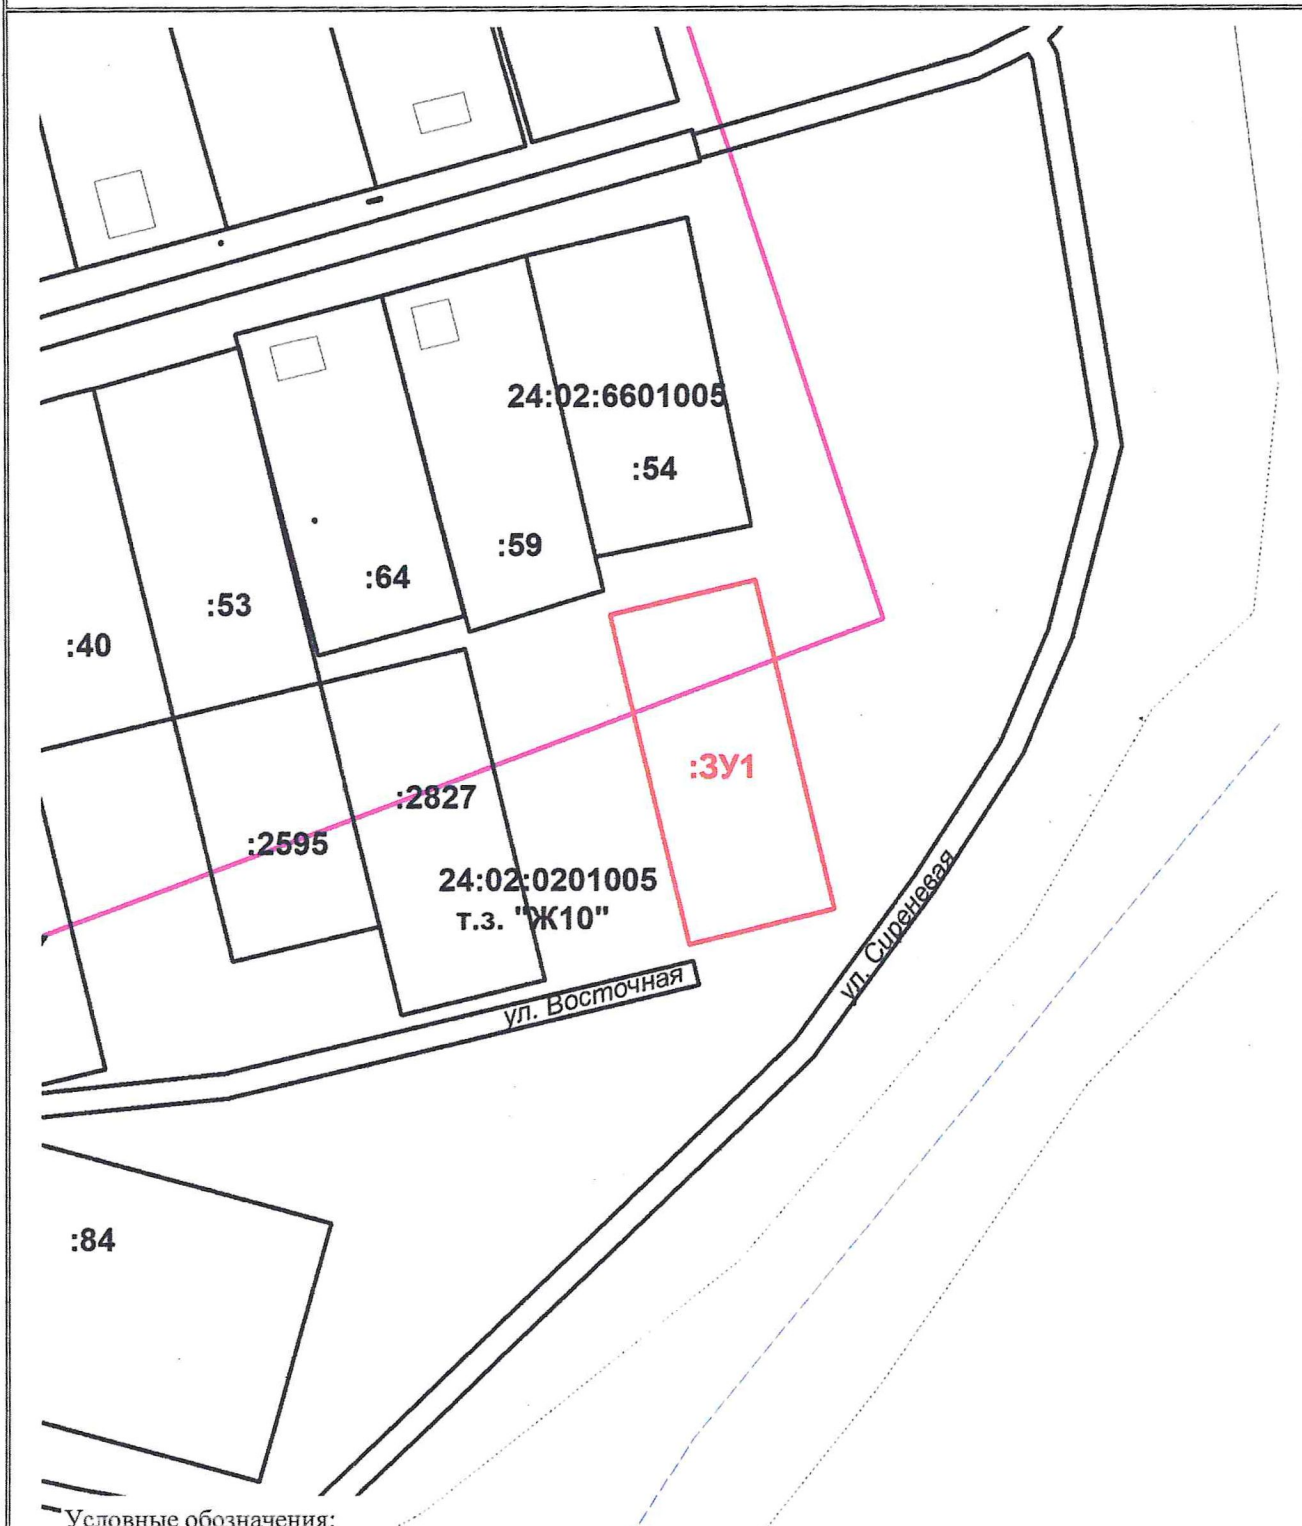 24:02:6601005
:54
:59
:64
:53
:40
:ЗУ1
:2827
:2595
24:02:0201005
т.з. "Ж10"
ул. Сиреневая
ул. Восточная
:84
Условные обозначения: